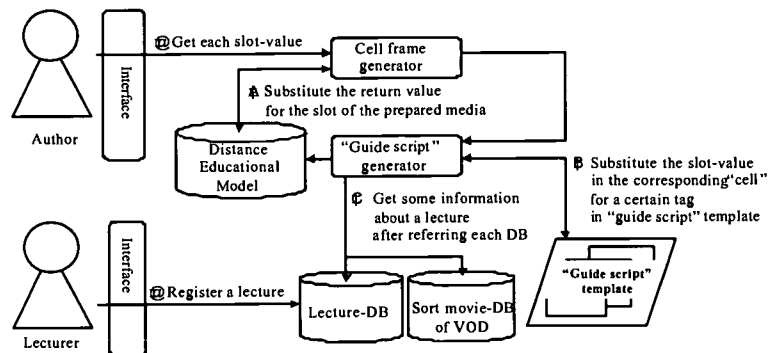 @Get each slot-value
Cell frame
generator
Interface
Author
A Substitute the return value
for the slot of the prepared media
Distance
Educational
Model
“Guide script”
generator
B Substitute the slot-value
in the corresponding“cell”
for a certain tag
in “guide script” template
C Get some information
about a lecture
after referring each DB
Interface
Lecturer
@Register a lecture
Lecture-DB
Sort movie-DB
of VOD
“Guide script”
template